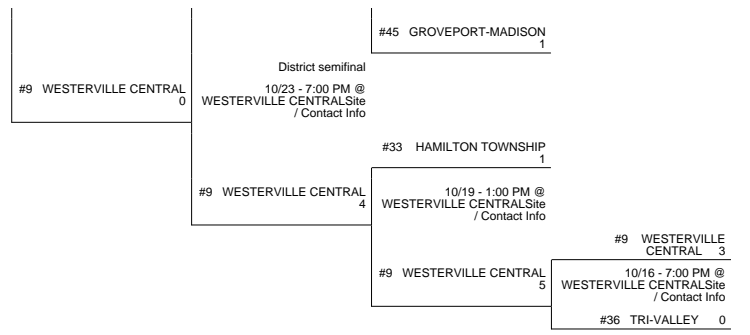 #45 GROVEPORT-MADISON
1
District semifinal
#9 WESTERVILLE CENTRAL
0
10/23 - 7:00 PM @
WESTERVILLE CENTRALSite
/ Contact Info
#33 HAMILTON TOWNSHIP
1
#9 WESTERVILLE CENTRAL
4
10/19 - 1:00 PM @
WESTERVILLE CENTRALSite
/ Contact Info
#9 WESTERVILLE
CENTRAL 3
#9 WESTERVILLE CENTRAL
5
10/16 - 7:00 PM @
WESTERVILLE CENTRALSite
/ Contact Info
#36 TRI-VALLEY 0